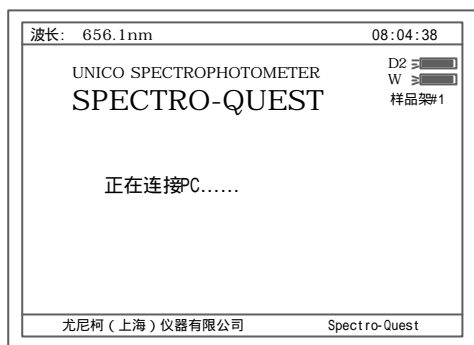 波长: 656.1nm 08:04:38
D2
UNICO SPECTROPHOTOMETER
W
SPECTRO-QUEST
样品架#1
正在连接PC......
尤尼柯(上海)仪器有限公司 Spectro-Quest